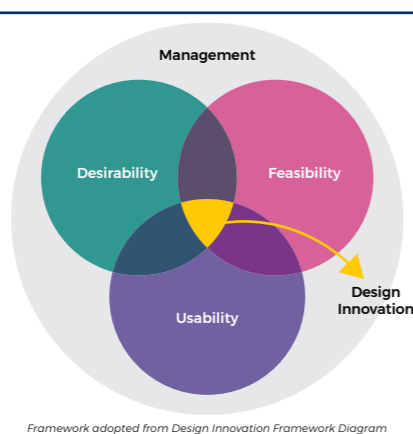 Management
Desirability
Feasibility
Usability
Design
Innovation
Framework adopted from Design Innovation Framework Diagram